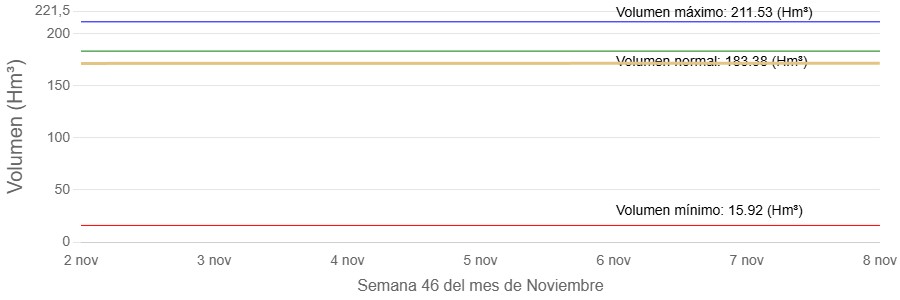 221,5
Volumen máximo: 211.53 (Hm³)
200
Volumen normal: 183.38 (Hm³)
150
Volumen (Hm³)
100
50
Volumen mínimo: 15.92 (Hm³)
0
2 nov 3 nov 4 nov 5 nov 6 nov 7 nov 8 nov
Semana 46 del mes de Noviembre